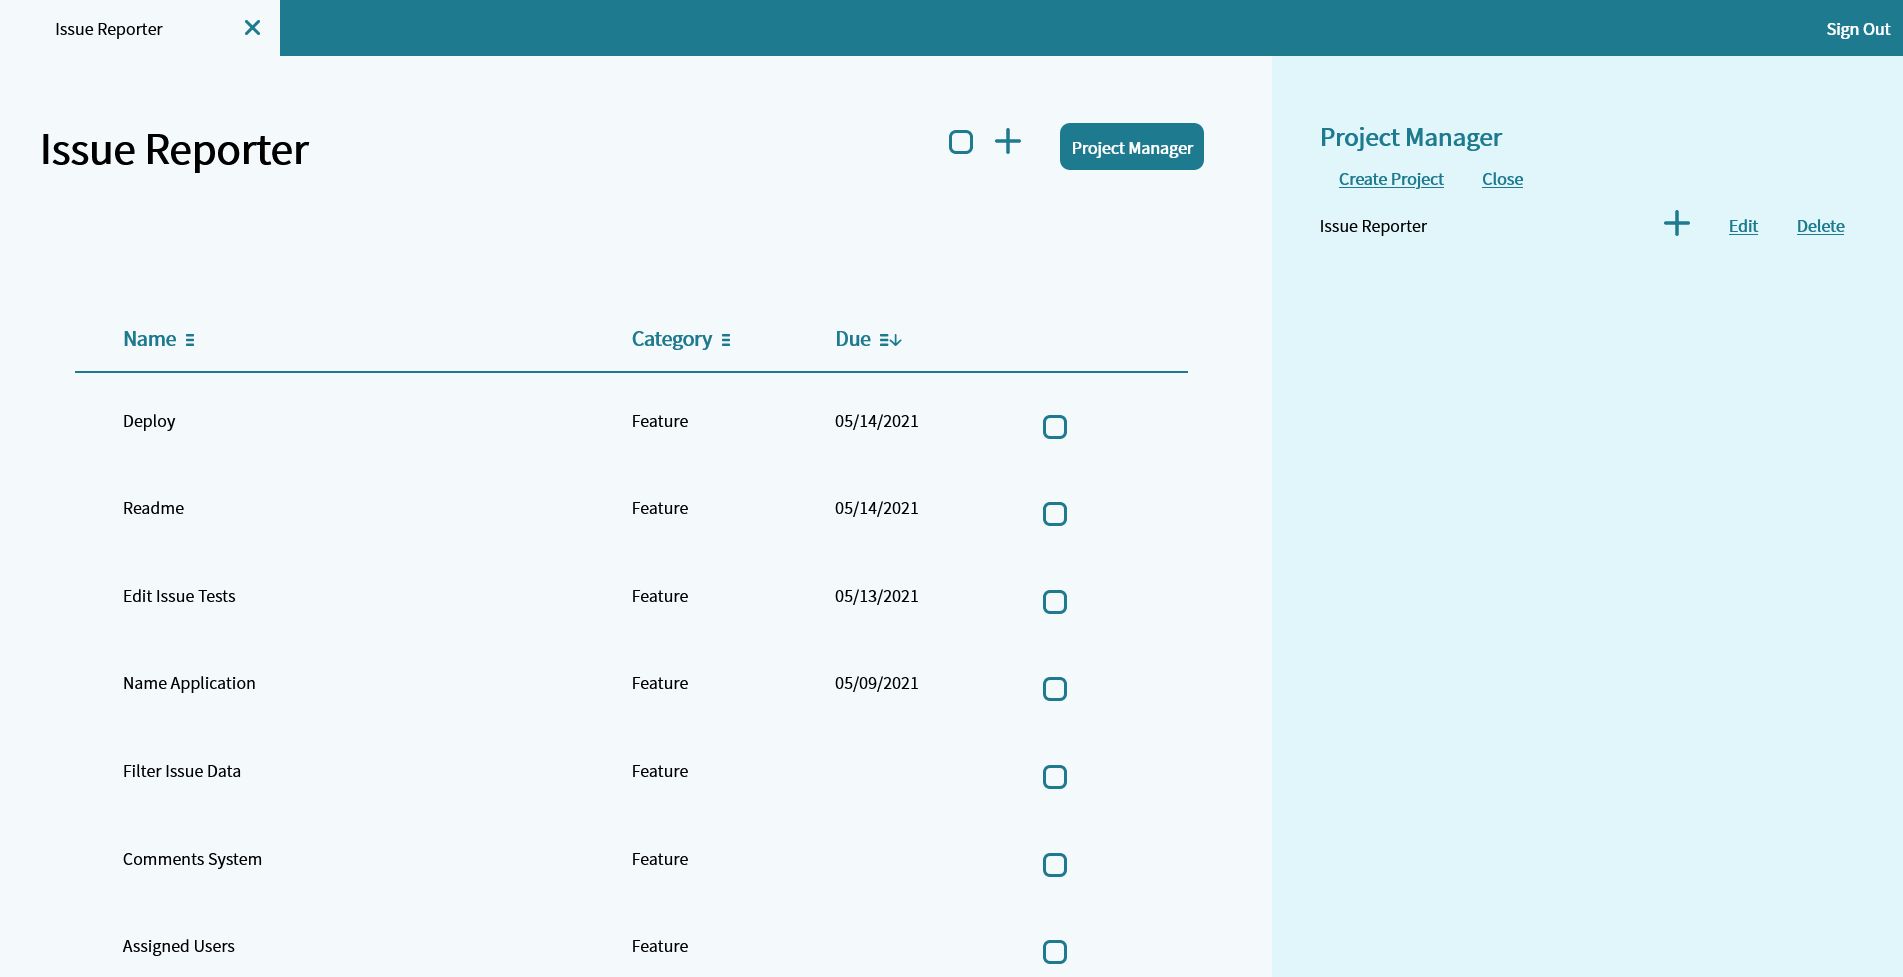 Issue Reporter
Sign Out
Issue Reporter
Project Manager
Name Category Due
Deploy Feature 05/14/2021
Readme Feature 05/14/2021
Edit Issue Tests Feature 05/13/2021
Name Application Feature 05/09/2021
Filter Issue Data Feature
Comments System Feature
Assigned Users Feature
Project Manager
Create Project Close
Issue Reporter Edit Delete